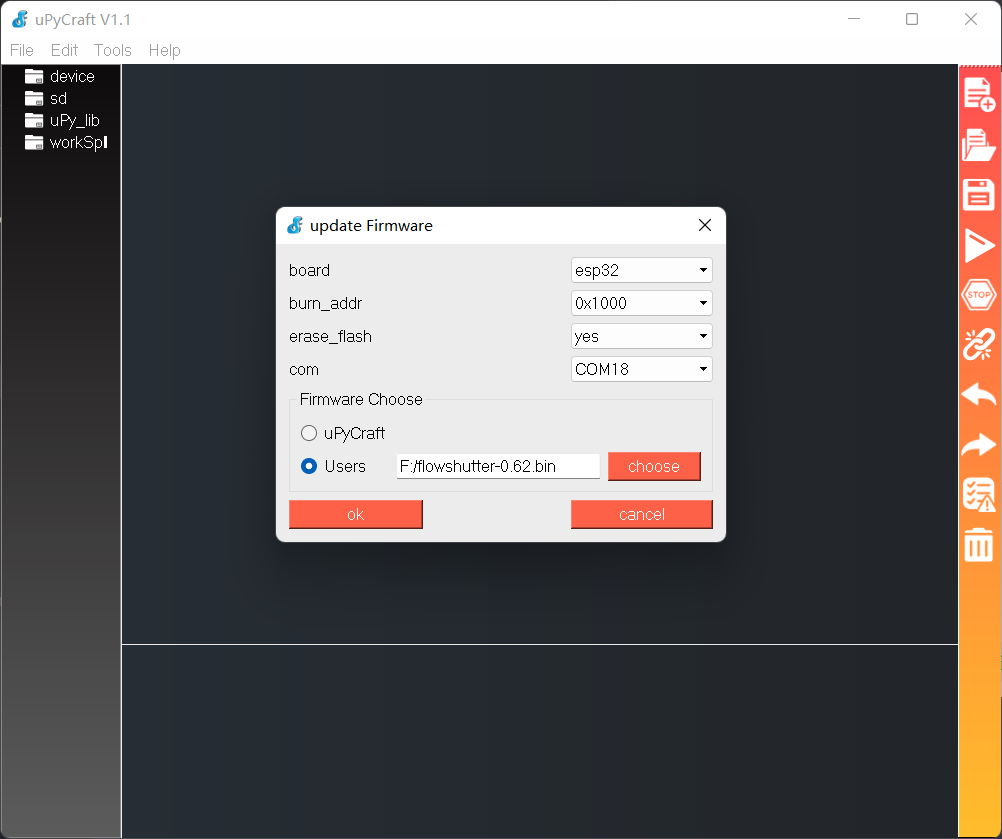 uPyCraft V1.1
File Edit Tools Help
device
sd
uPy_lib
workSp
update Firmware
board esp32
burn_addr 0x1000
erase_flash yes
com COM18
Firmware Choose
uPyCraft
Users F:/flowshutter-0.62.bin choose
ok cancel
STOP